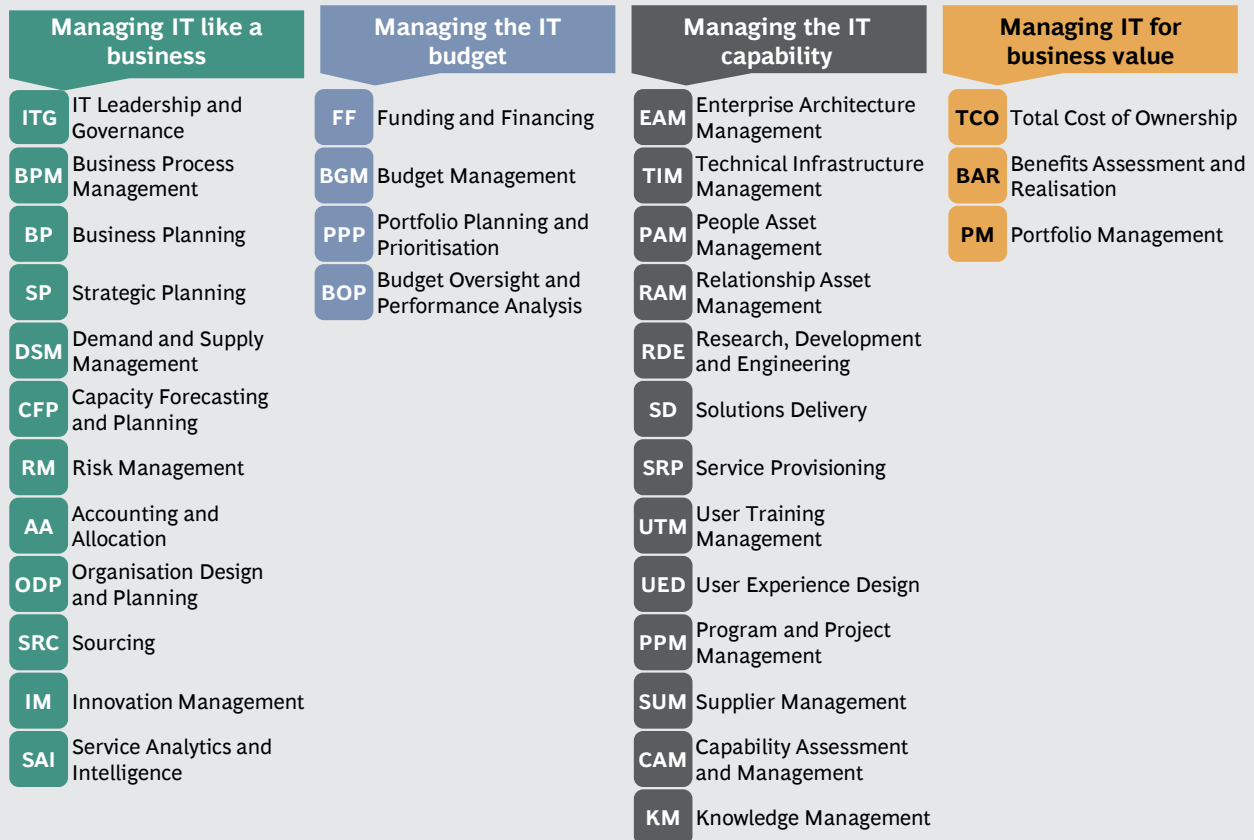 Managing IT like a
business
ITG
IT Leadership and
Governance
BPM
Business Process
Management
BP
Business Planning
SP
Strategic Planning
DSM
Demand and Supply
Management
CFP
Capacity Forecasting
and Planning
RM
Risk Management
AA
Accounting and
Allocation
ODP
Organisation Design
and Planning
SRC
Sourcing
IM
Innovation Management
SAI
Service Analytics and
Intelligence
Managing the IT
budget
FF
Funding and Financing
BGM
Budget Management
PPP
Portfolio Planning and
Prioritisation
BOP
Budget Oversight and
Performance Analysis
Managing the IT
capability
EAM
Enterprise Architecture
Management
TIM
Technical Infrastructure
Management
PAM
People Asset
Management
RAM
Relationship Asset
Management
RDE
Research, Development
and Engineering
SD
Solutions Delivery
SRP
Service Provisioning
UTM
User Training
Management
UED
User Experience Design
PPM
Program and Project
Management
SUM
Supplier Management
CAM
Capability Assessment
and Management
KM
Knowledge Management
Managing IT for
business value
TCO
Total Cost of Ownership
BAR
Benefits Assessment and
Realisation
PM
Portfolio Management